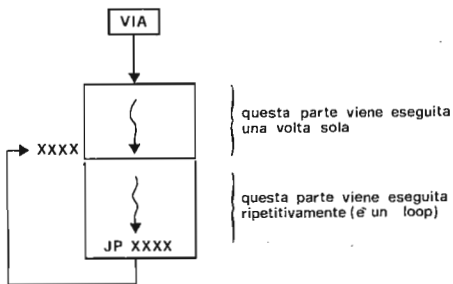 VIA
questa parte viene eseguita
una volta sola
XXXX
questa parte viene eseguita
ripetitivamente (è un loop)
JP XXXX